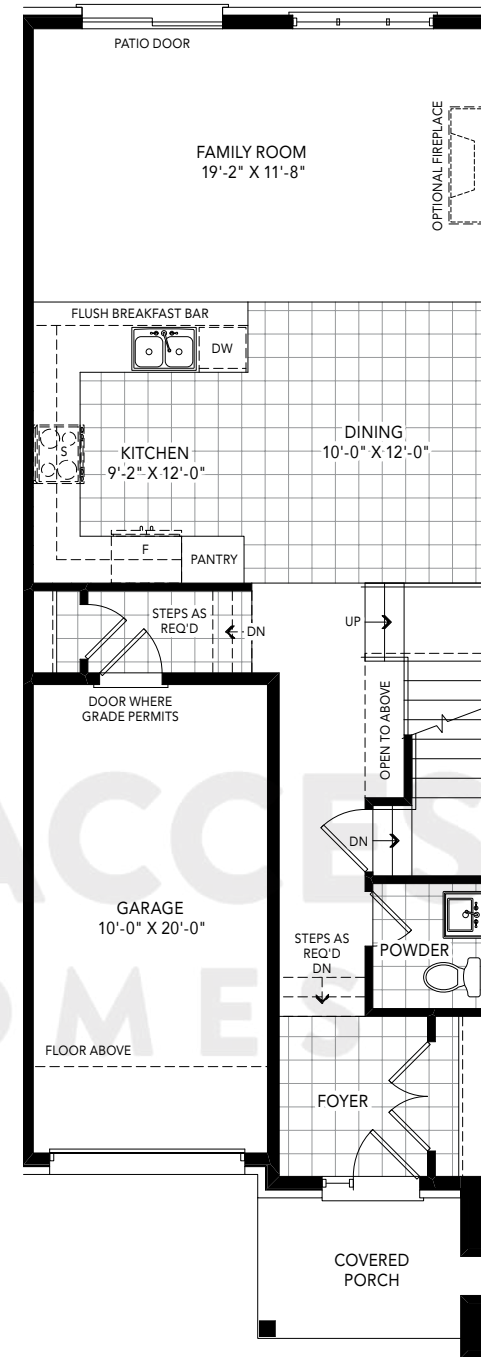 PATIO DOOR
FAMILY ROOM
19'-2" X 11'-8"
OPTIONAL FIREPLACE
FLUSH BREAKFAST BAR
DW
S
KITCHEN
9'-2" X 12'-0"
DINING
10'-0" X 12'-0"
F
PANTRY
STEPS AS
REQ'D
DN
UP
DOOR WHERE
GRADE PERMITS
OPEN TO ABOVE
ACCES
DN
GARAGE
10'-0" X 20'-0"
STEPS AS
REQ'D
DN
POWDER
OMES
FLOOR ABOVE
FOYER
COVERED
PORCH